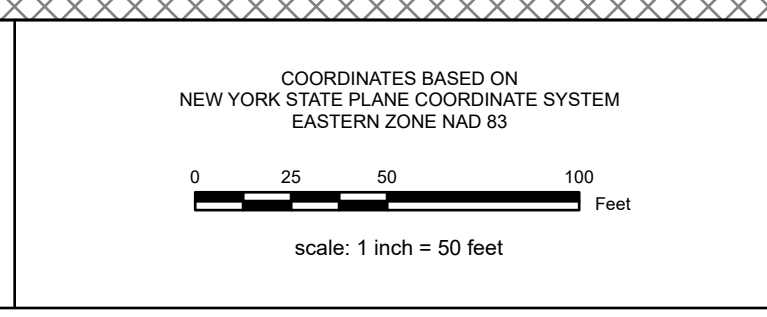 COORDINATES BASED ON
NEW YORK STATE PLANE COORDINATE SYSTEM
EASTERN ZONE NAD 83
0 25 50 100
Feet
scale: 1 inch = 50 feet